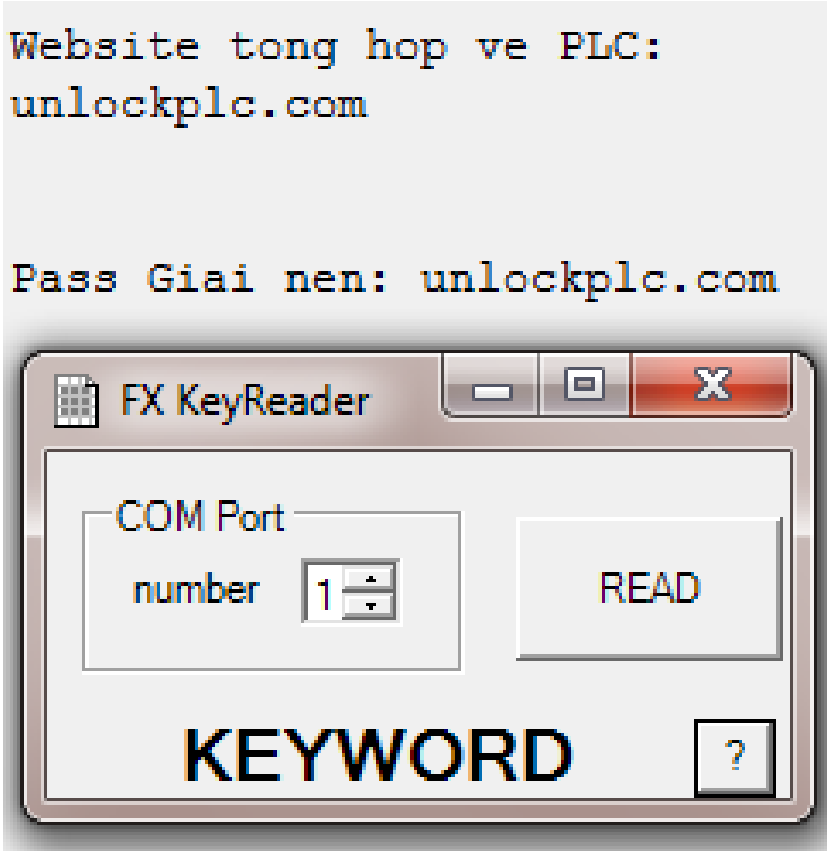 Website tong hop ve PLC:
unlockplc.com
Pass Giai nen: unlockplc.com
FX KeyReader
COM Port
number 1
READ
KEYWORD
?